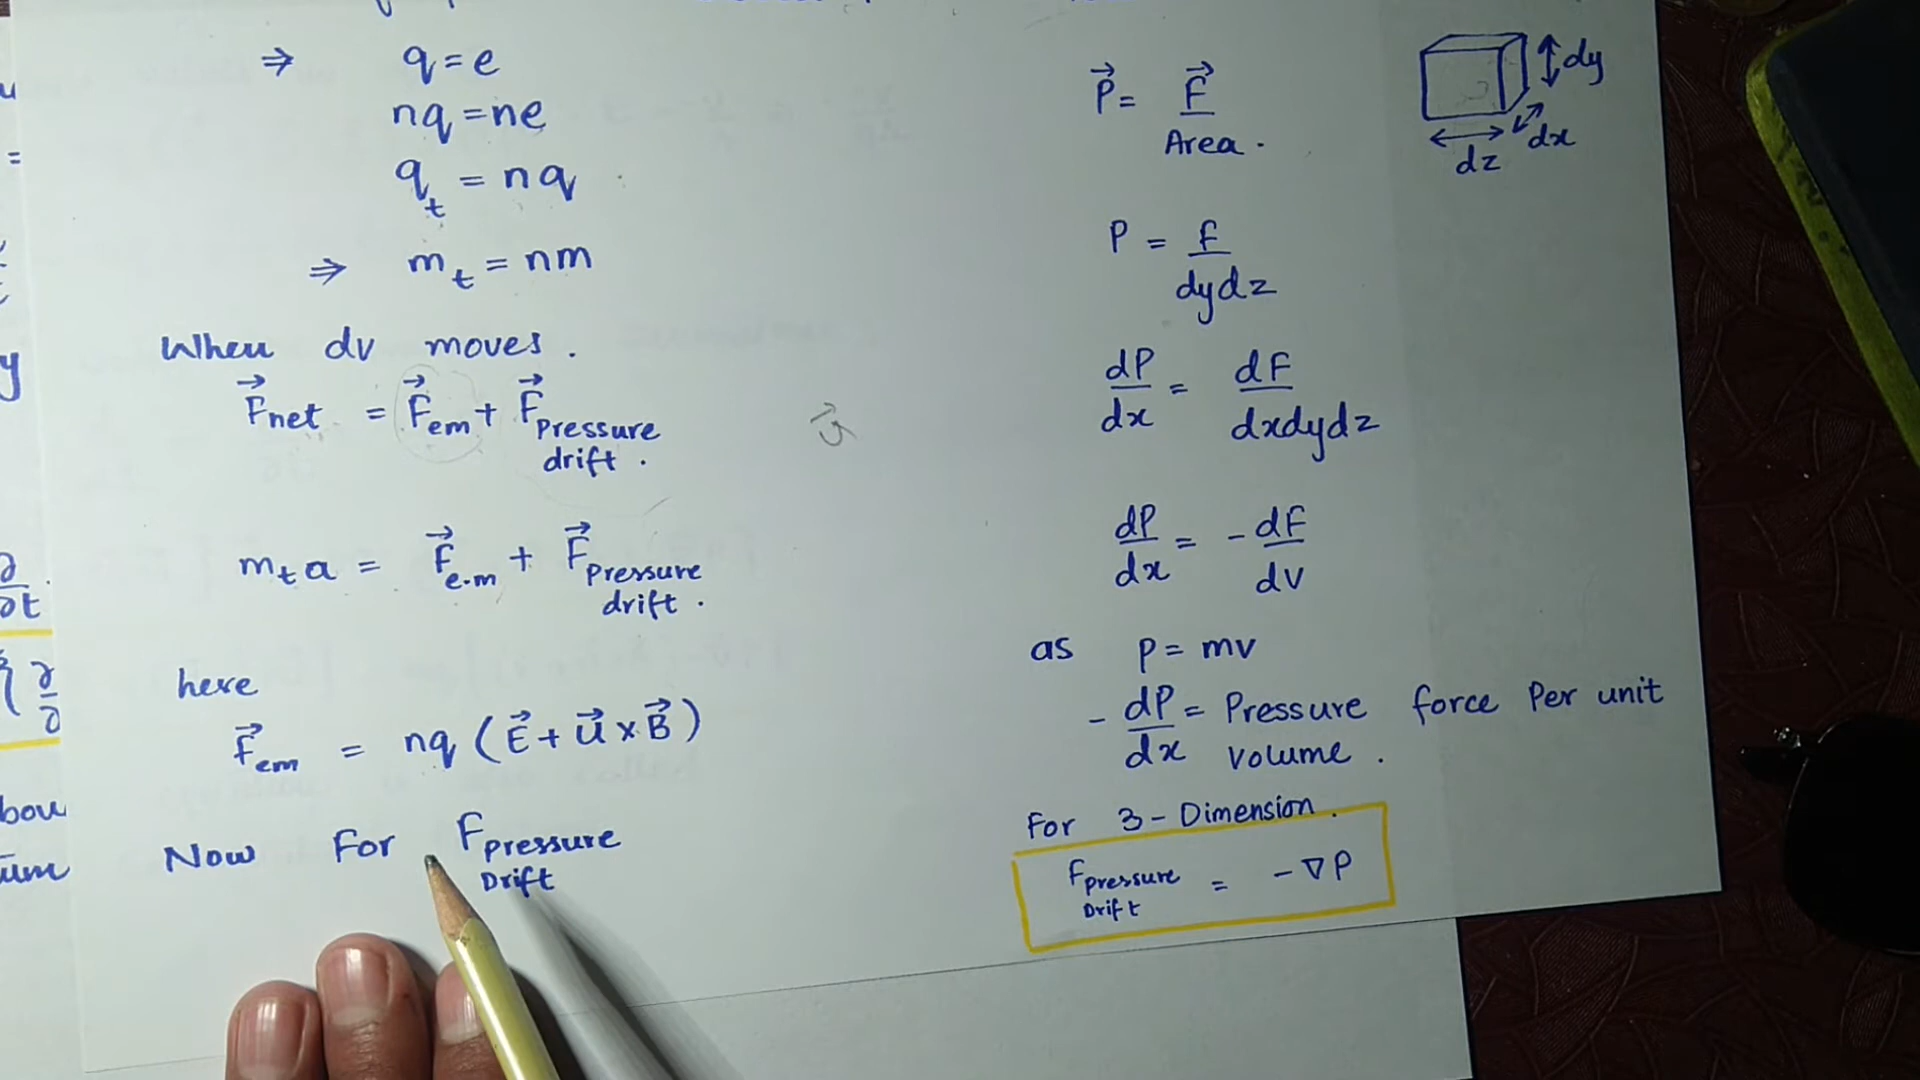 ⇒ q = e
nq = ne
q_t = nq
⇒ m_t = nm
When dv moves.
F⃗net = F⃗em + F⃗Pressure drift.
m_t a = F⃗e.m + F⃗Pressure drift.
here
F⃗em = nq (E⃗ + U⃗ × B⃗)
Now For Fpressure Drift
P⃗ = F⃗ / Area.
dy
dx
dz
P = F / dydz
dP/dx = dF / dxdydz
dP/dx = - dF/dv
as p = mv
- dP/dx = Pressure force Per unit
volume.
For 3 - Dimension.
Fpressure Drift = - ∇P